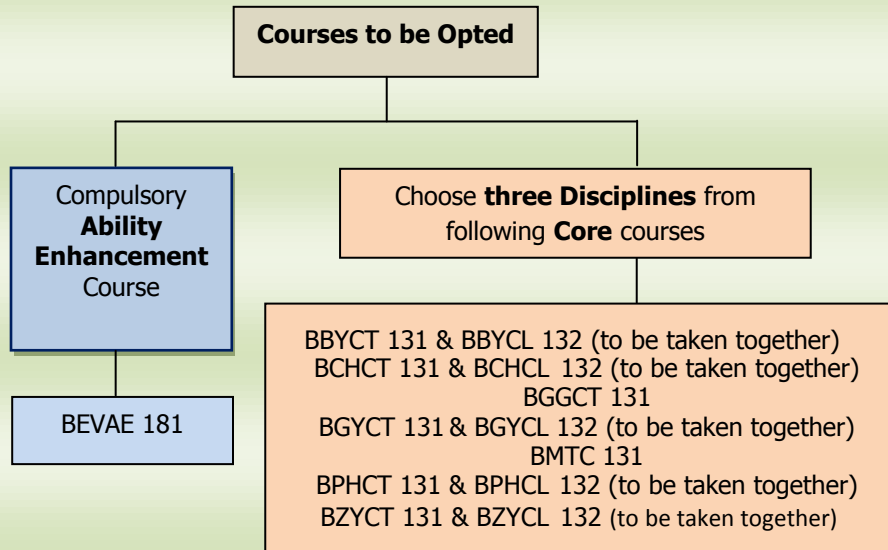 Courses to be Opted
Compulsory
Ability
Enhancement
Course
BEVAE 181
Choose three Disciplines from
following Core courses
BBYCT 131 & BBYCL 132 (to be taken together)
BCHCT 131 & BCHCL 132 (to be taken together)
BGGCT 131
BGYCT 131 & BGYCL 132 (to be taken together)
BMTC 131
BPHCT 131 & BPHCL 132 (to be taken together)
BZYCT 131 & BZYCL 132 (to be taken together)